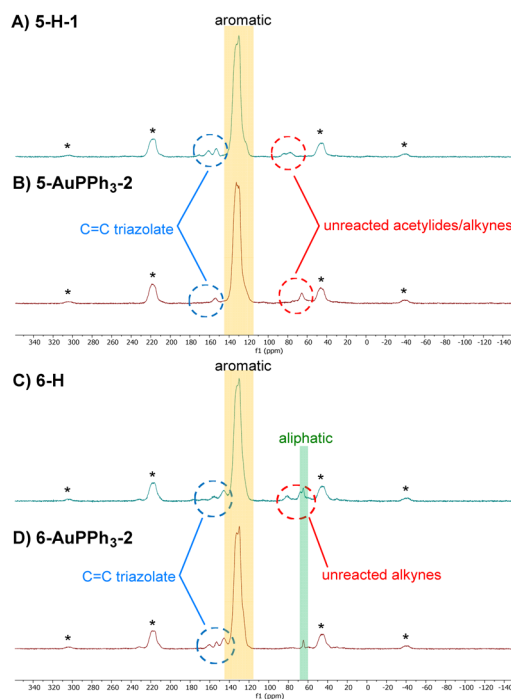 A) 5-H-1
aromatic
* * * *
B) 5-AuPPh3-2
C=C triazolate
unreacted acetylides/alkynes
* * * *
340 320 300 280 260 240 220 200 180 160 140 120 100 80 60 40 20 0 -20 -40 -60 -80 -100 -120 -140
f1 (ppm)
C) 6-H
aromatic
aliphatic
* * * *
D) 6-AuPPh3-2
C=C triazolate
unreacted alkynes
* * * *
340 320 300 280 260 240 220 200 180 160 140 120 100 80 60 40 20 0 -20 -40 -60 -80 -100 -120 -140
f1 (ppm)